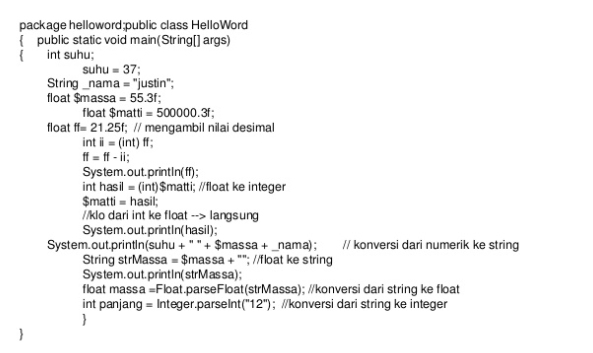 package helloword;public class HelloWord
{ public static void main(String[] args)
{ int suhu;
suhu = 37;
String _nama = "justin";
float $massa = 55.3f;
float $matti = 500000.3f;
float ff= 21.25f; // mengambil nilai desimal
int ii = (int) ff;
ff = ff - ii;
System.out.println(ff);
int hasil = (int)$matti; //float ke integer
$matti = hasil;
//klo dari int ke float --> langsung
System.out.println(hasil);
System.out.println(suhu + " " + $massa + _nama); // konversi dari numerik ke string
String strMassa = $massa + ""; //float ke string
System.out.println(strMassa);
float massa =Float.parseFloat(strMassa); //konversi dari string ke float
int panjang = Integer.parseInt("12"); //konversi dari string ke integer
}
}